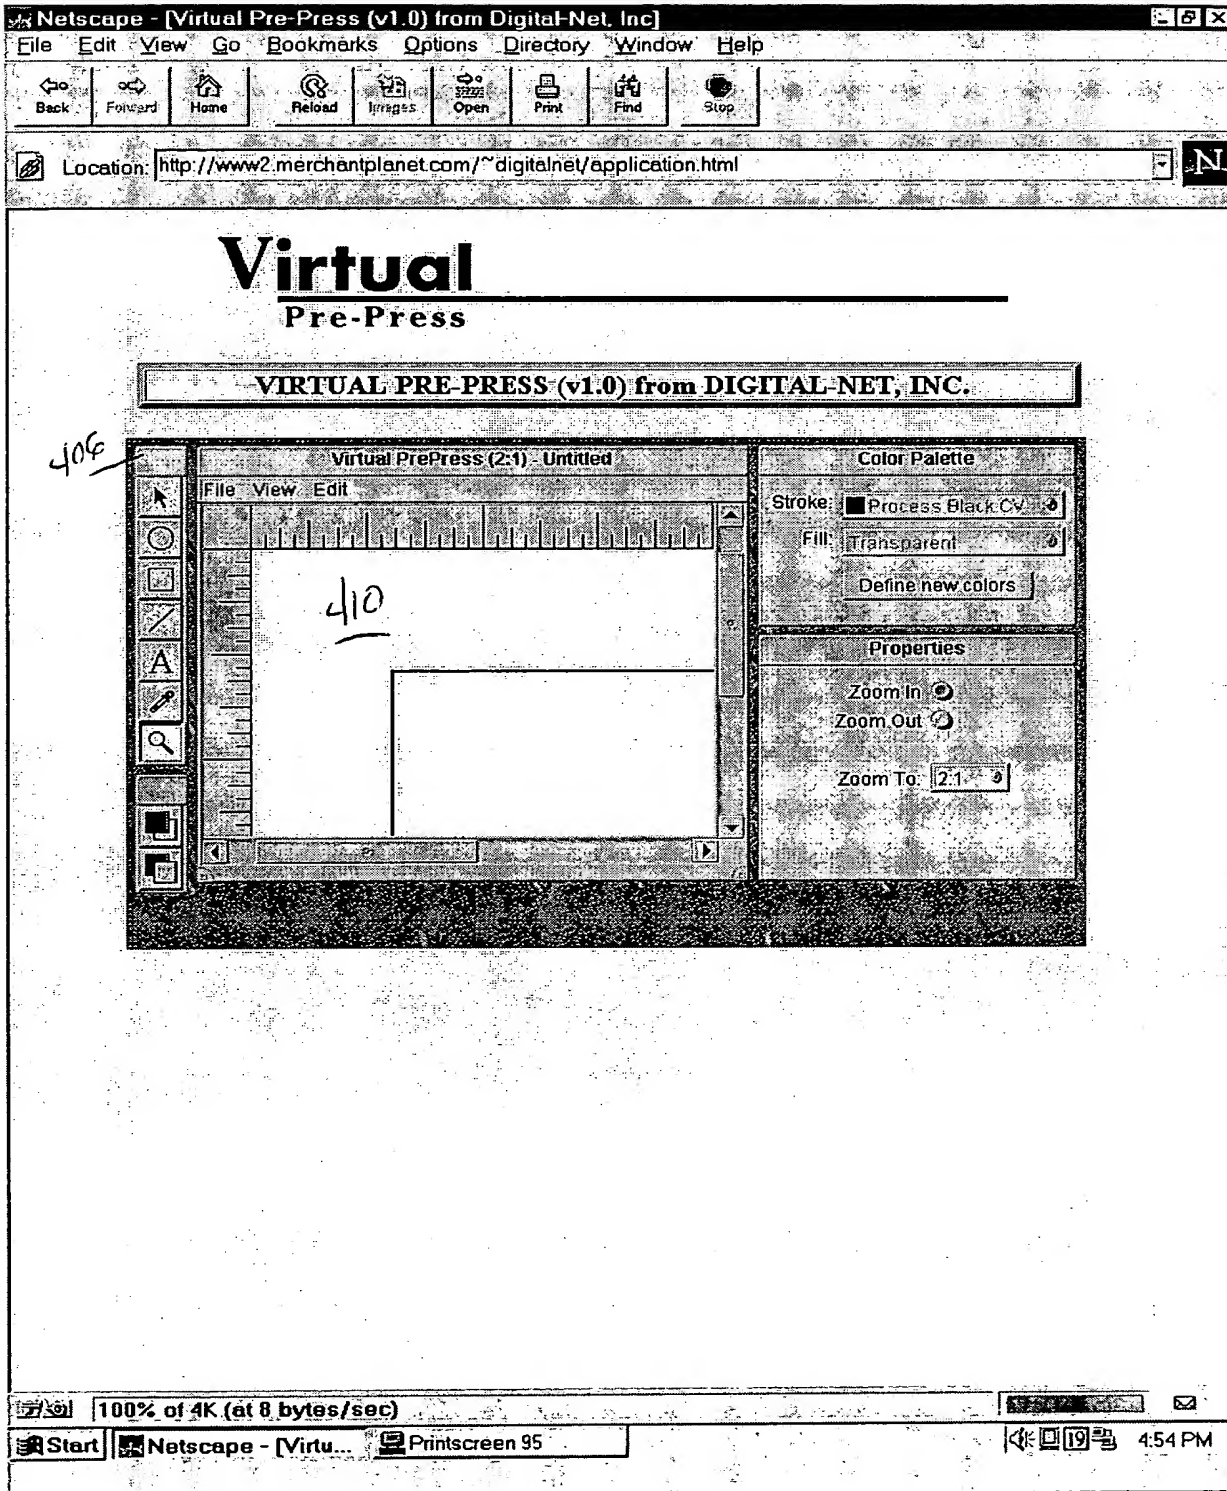 Netscape - [Virtual Pre-Press (v1.0) from Digital-Net, Inc]
File Edit View Go Bookmarks Options Directory Window Help
Back Forward Home Reload Images Open Print Find Stop
Location: http://www2.merchantplanet.com/~digitalnet/application.html
N
Virtual
Pre-Press
VIRTUAL PRE-PRESS (v1.0) from DIGITAL-NET, INC.
406
Virtual PrePress (2:1) - Untitled
File View Edit
410
A
Color Palette
Stroke: Process Black CV
Fill: Transparent
Define new colors
Properties
Zoom In
Zoom Out
Zoom To: 2:1
100% of 4K (at 8 bytes/sec)
Start Netscape - [Virtu... Printscreen 95 19 4:54 PM